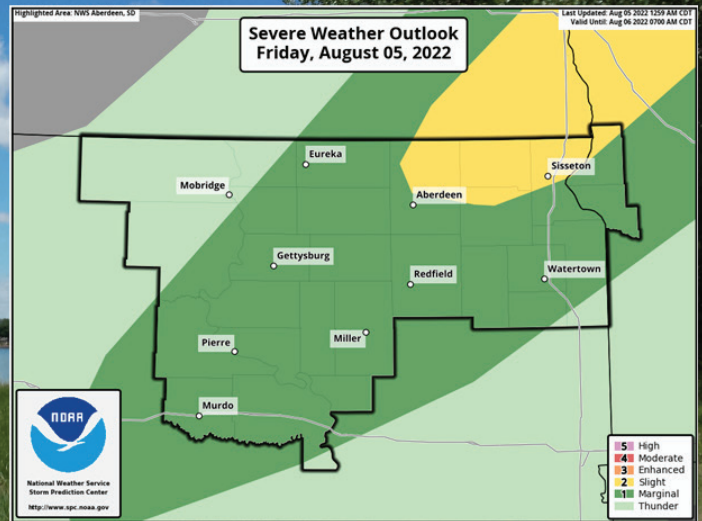 Highlighted Area: NWS Aberdeen, SD
Last Updated: Aug 05 2022 1259 AM CDT
Valid Until: Aug 06 2022 0700 AM CDT
Severe Weather Outlook
Friday, August 05, 2022
Eureka
Sisseton
Mobridge
Aberdeen
Gettysburg
Redfield
Watertown
Pierre
Miller
Murdo
NOAA
National Weather Service
Storm Prediction Center
http://www.spc.noaa.gov
5 High
4 Moderate
3 Enhanced
2 Slight
1 Marginal
Thunder